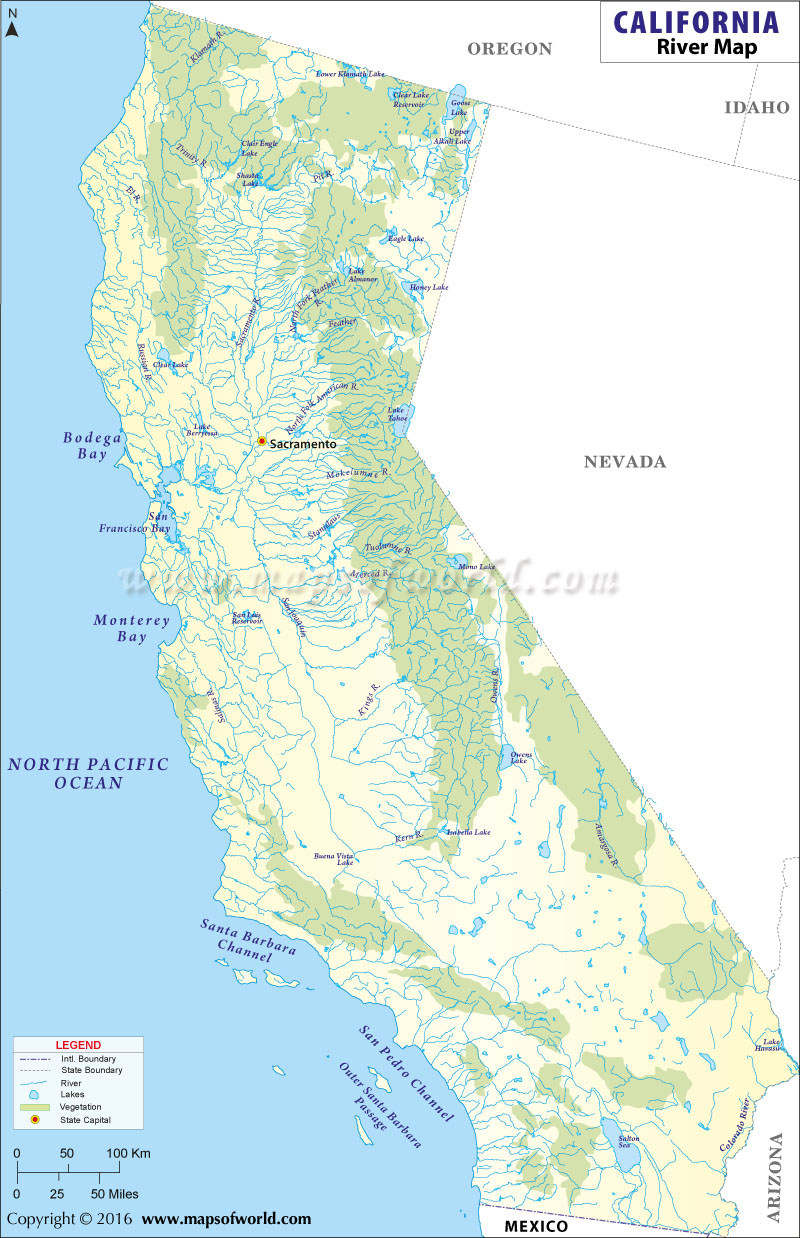 N
CALIFORNIA
River Map
OREGON
IDAHO
Klamath R.
Lower Klamath Lake
Clear Lake
Reservoir
Goose
Lake
Upper
Alkali Lake
Clair Engle
Lake
Trinity R.
Shasta
Lake
Pit R.
El R.
Eagle Lake
Lake
Almanor
Honey Lake
North Fork Feather
R.
Sacramento R.
Feather
Russian R.
Clear Lake
North Folk American R.
Lake
Tahoe
Lake
Berryessa
Sacramento
Bodega
Bay
NEVADA
Mokelumne R.
San
Francisco Bay
Stanislaus
Tuolumne R.
Mono Lake
Merced R.
www.mapsofworld.com
Monterey
Bay
San Luis
Reservoir
San Joaquin
Kings R.
Owens R.
Salinas R.
NORTH PACIFIC
OCEAN
Owens
Lake
Kern R.
Isabella Lake
Amargosa R.
Buena Vista
Lake
Santa Barbara
Channel
San Pedro Channel
Outer Santa Barbara
Passage
Lake
Havasu
Colorado River
Salton
Sea
ARIZONA
MEXICO
LEGEND
Intl. Boundary
State Boundary
River
Lakes
Vegetation
State Capital
0 50 100 Km
0 25 50 Miles
Copyright © 2016 www.mapsofworld.com